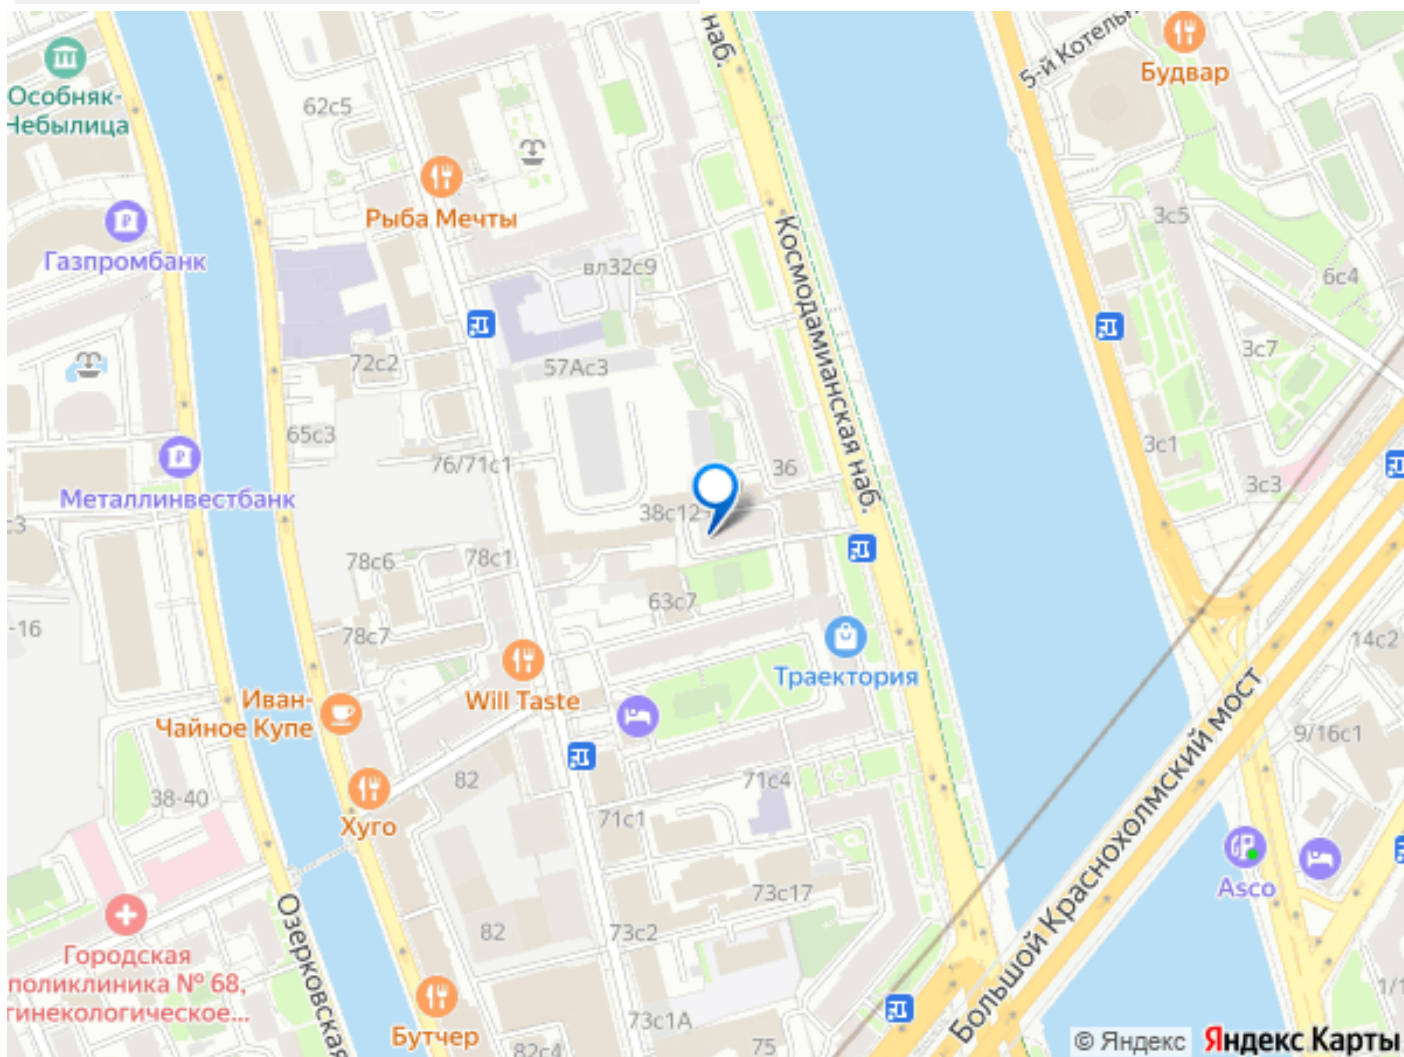 Особняк-
Небылица
62с5
наб.
5-й Котельн
Будвар
Рыба Мечты
Газпромбанк
вл32с9
Космодамианская наб.
3с5
6с4
3с7
72с2
57Ас3
65с3
76/71с1
Металлинвестбанк
36
3с1
3с3
38с12
78с6
78с1
63с7
-16
78с7
14с2
Траектория
Will Taste
Иван-
Чайное Купе
9/16с1
82
71с4
38-40
Хуго
71с1
Asco
73с17
Озерковская
82
73с2
Большой Краснохолмский мост
Городская
поликлиника № 68,
гинекологическое...
Бутчер
73с1А
82с4
75
1/1
© Яндекс Яндекс Карты